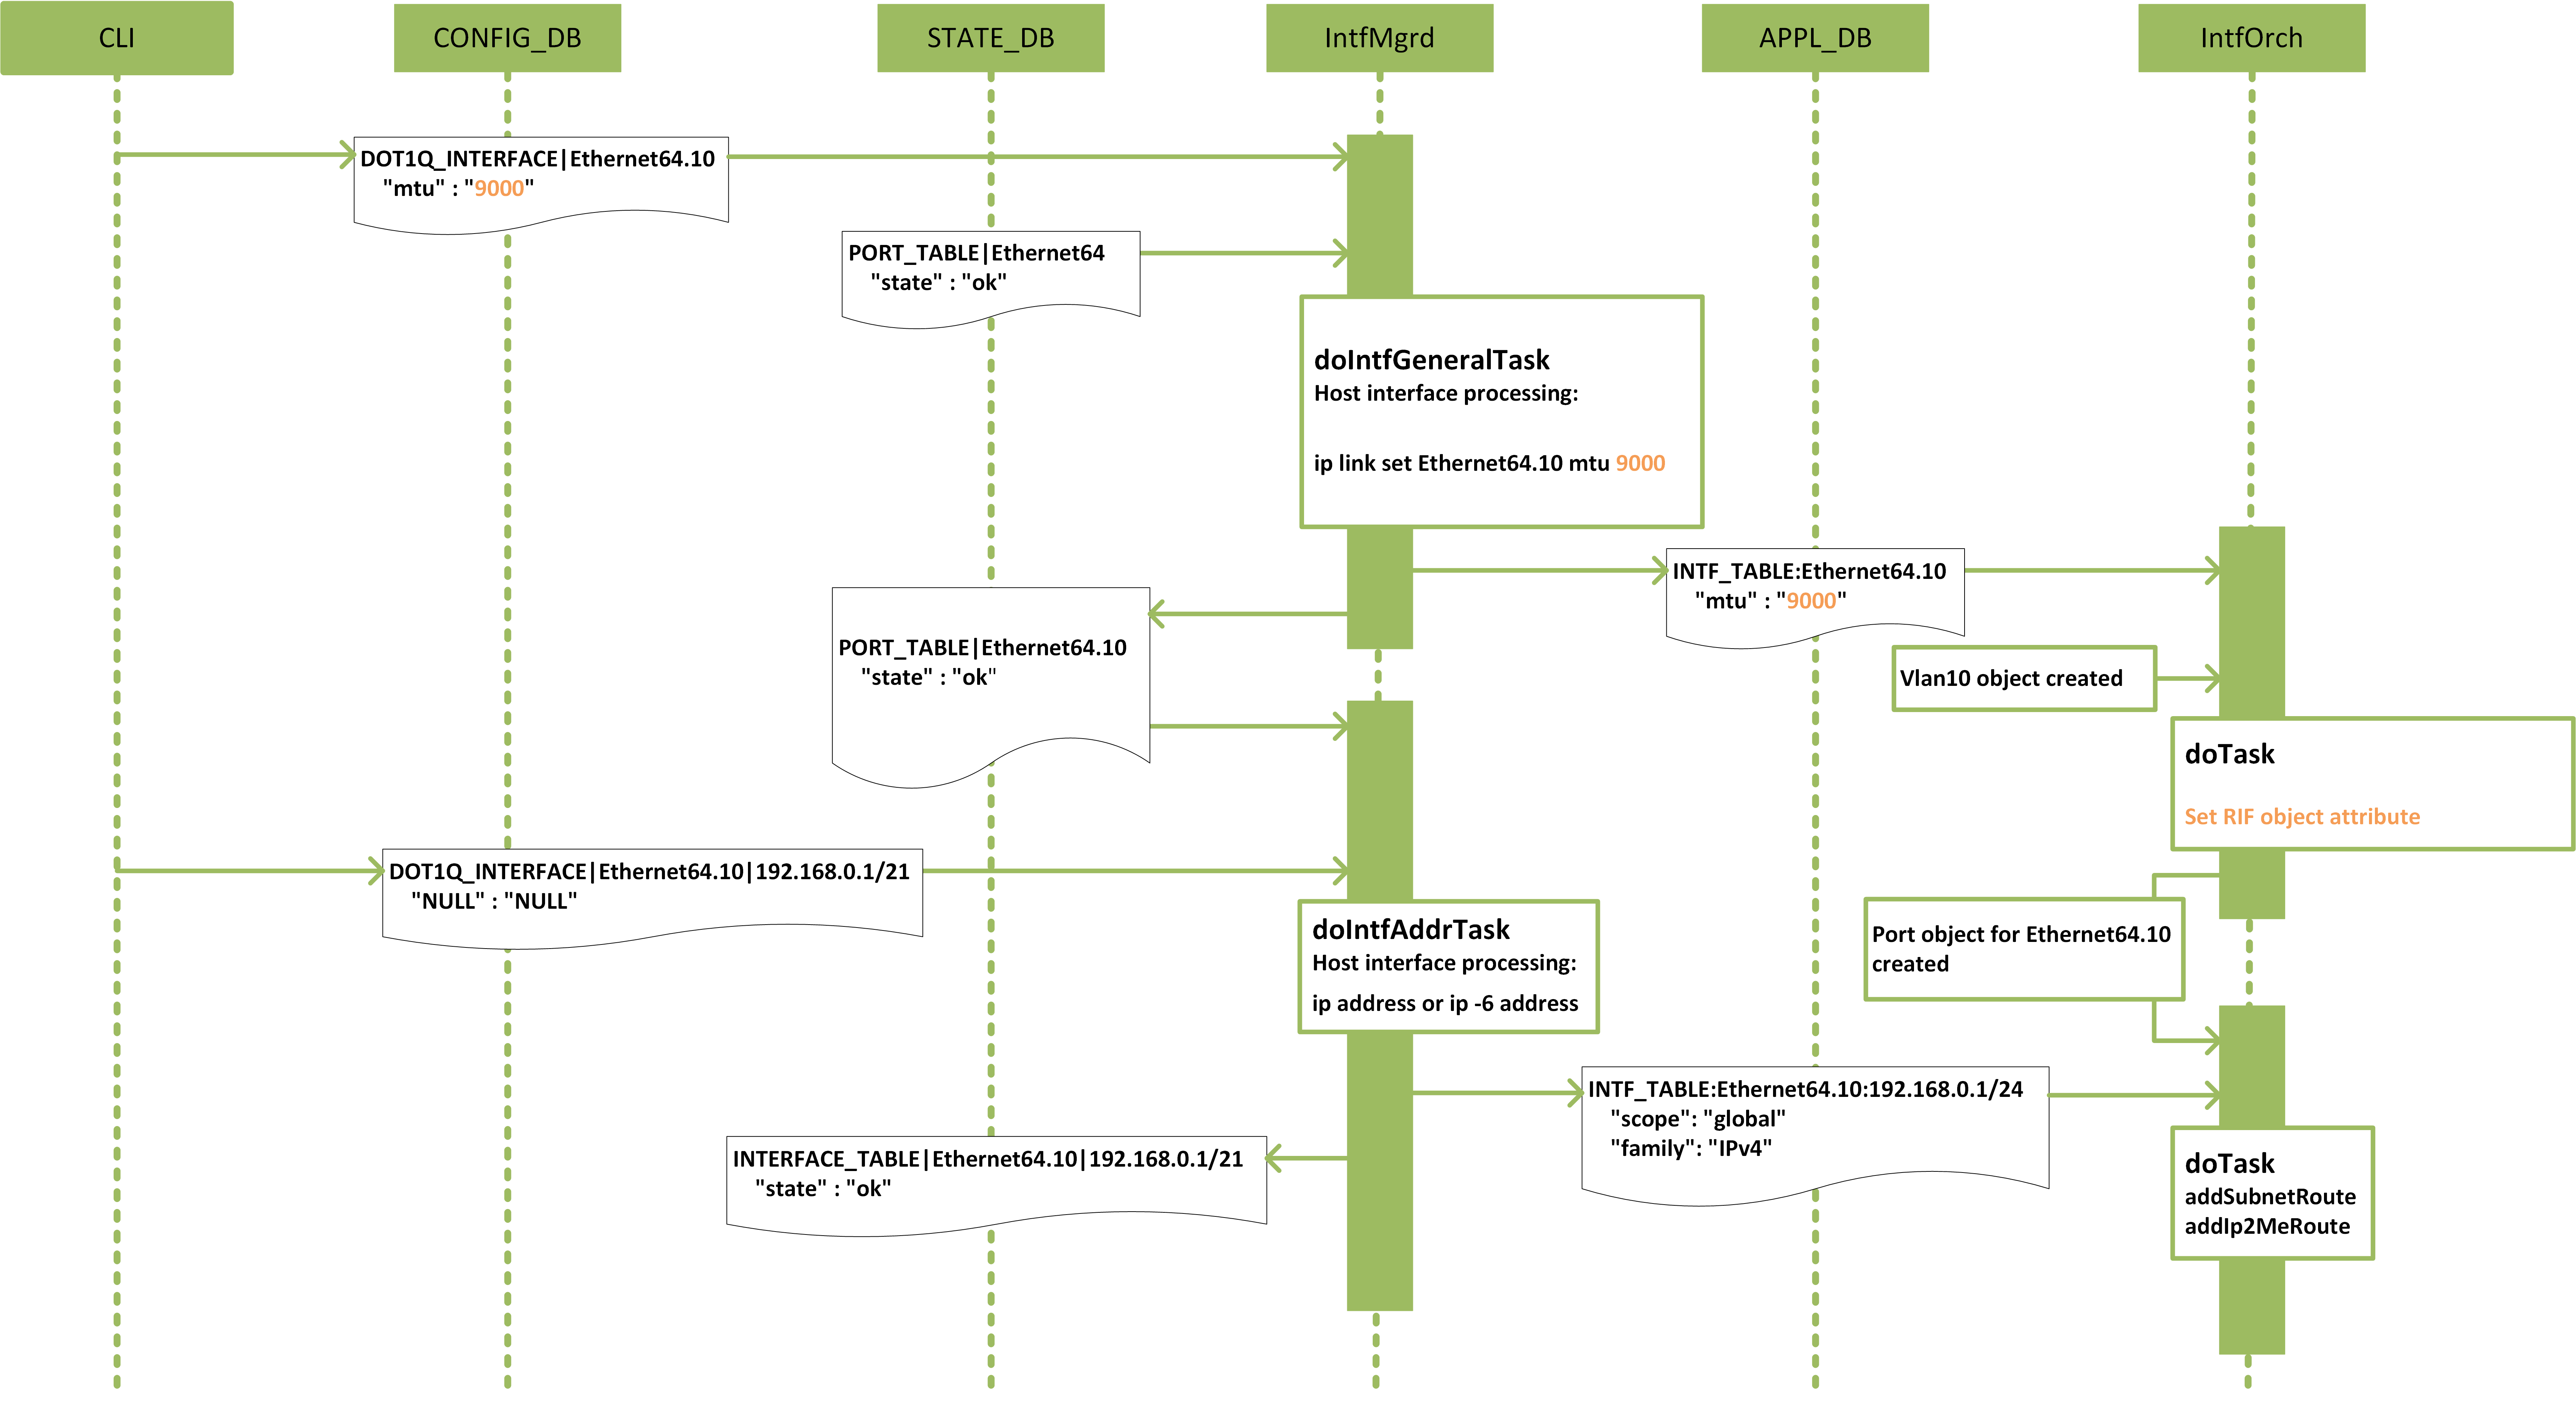 CLI
CONFIG_DB
STATE_DB
IntfMgrd
APPL_DB
IntfOrch
DOT1Q_INTERFACE|Ethernet64.10
"mtu" : "9000"
PORT_TABLE|Ethernet64
"state" : "ok"
doIntfGeneralTask
Host interface processing:
ip link set Ethernet64.10 mtu 9000
INTF_TABLE:Ethernet64.10
"mtu" : "9000"
PORT_TABLE|Ethernet64.10
"state" : "ok"
Vlan10 object created
doTask
Set RIF object attribute
DOT1Q_INTERFACE|Ethernet64.10|192.168.0.1/21
"NULL" : "NULL"
doIntfAddrTask
Host interface processing:
ip address or ip -6 address
Port object for Ethernet64.10
created
INTF_TABLE:Ethernet64.10:192.168.0.1/24
"scope": "global"
"family": "IPv4"
INTERFACE_TABLE|Ethernet64.10|192.168.0.1/21
"state" : "ok"
doTask
addSubnetRoute
addIp2MeRoute